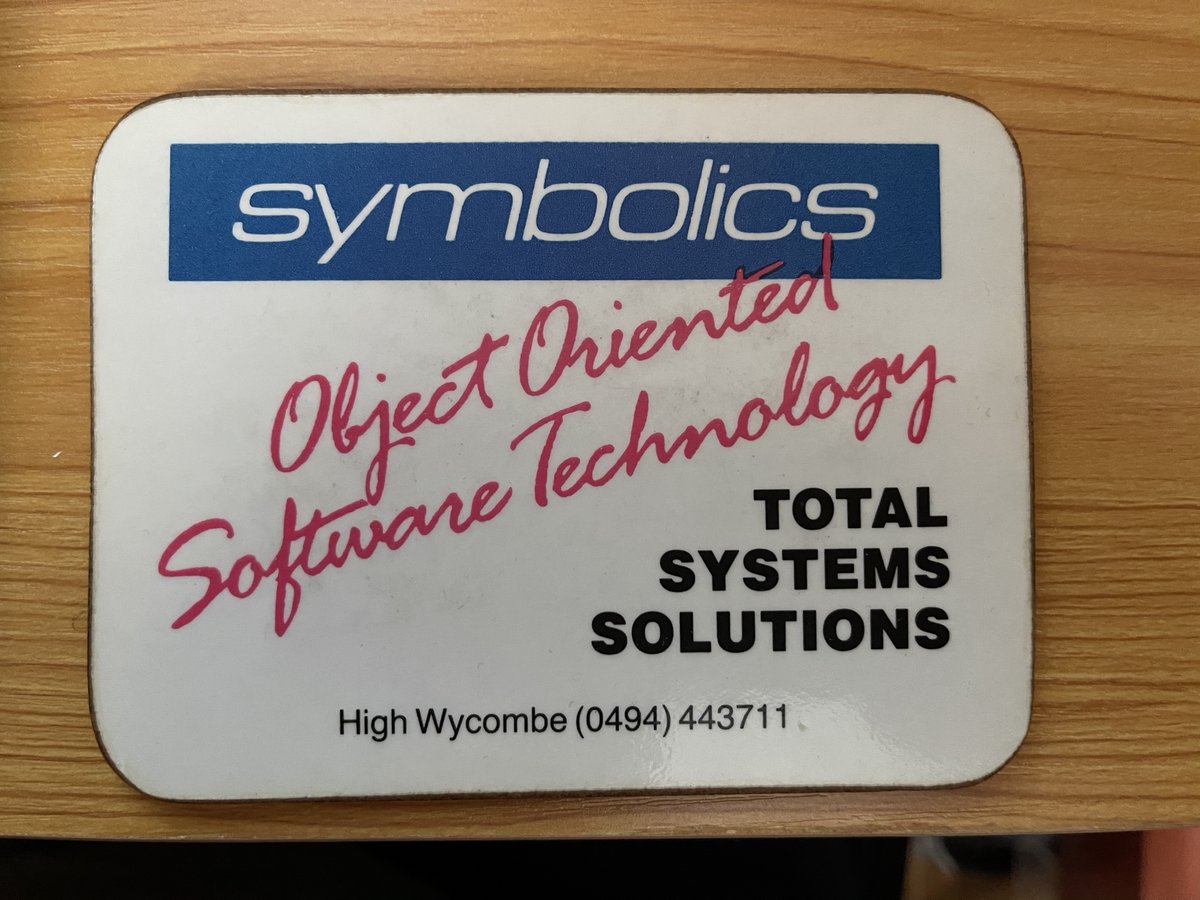 symbolics
Object Oriented
Software Technology
TOTAL
SYSTEMS
SOLUTIONS
High Wycombe (0494) 443711